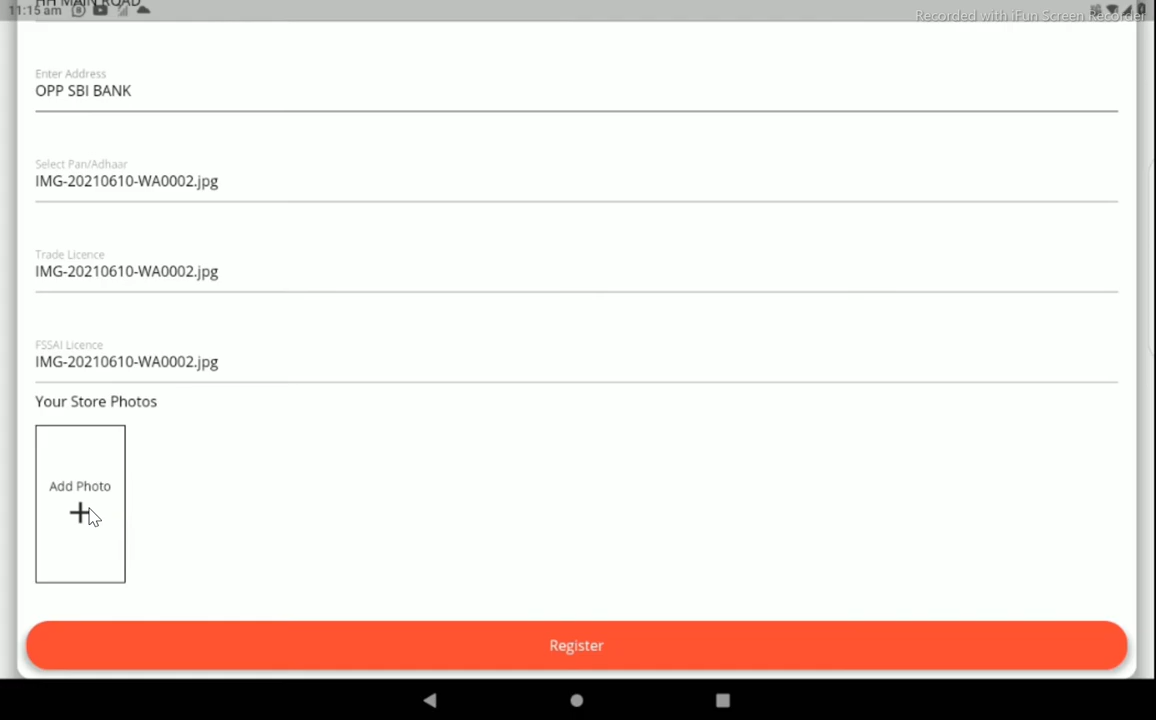 HH MAIN ROAD
11:15 am
Recorded with iFun Screen Recorder
Enter Address
OPP SBI BANK
Select Pan/Adhaar
IMG-20210610-WA0002.jpg
Trade Licence
IMG-20210610-WA0002.jpg
FSSAI Licence
IMG-20210610-WA0002.jpg
Your Store Photos
Add Photo
Register